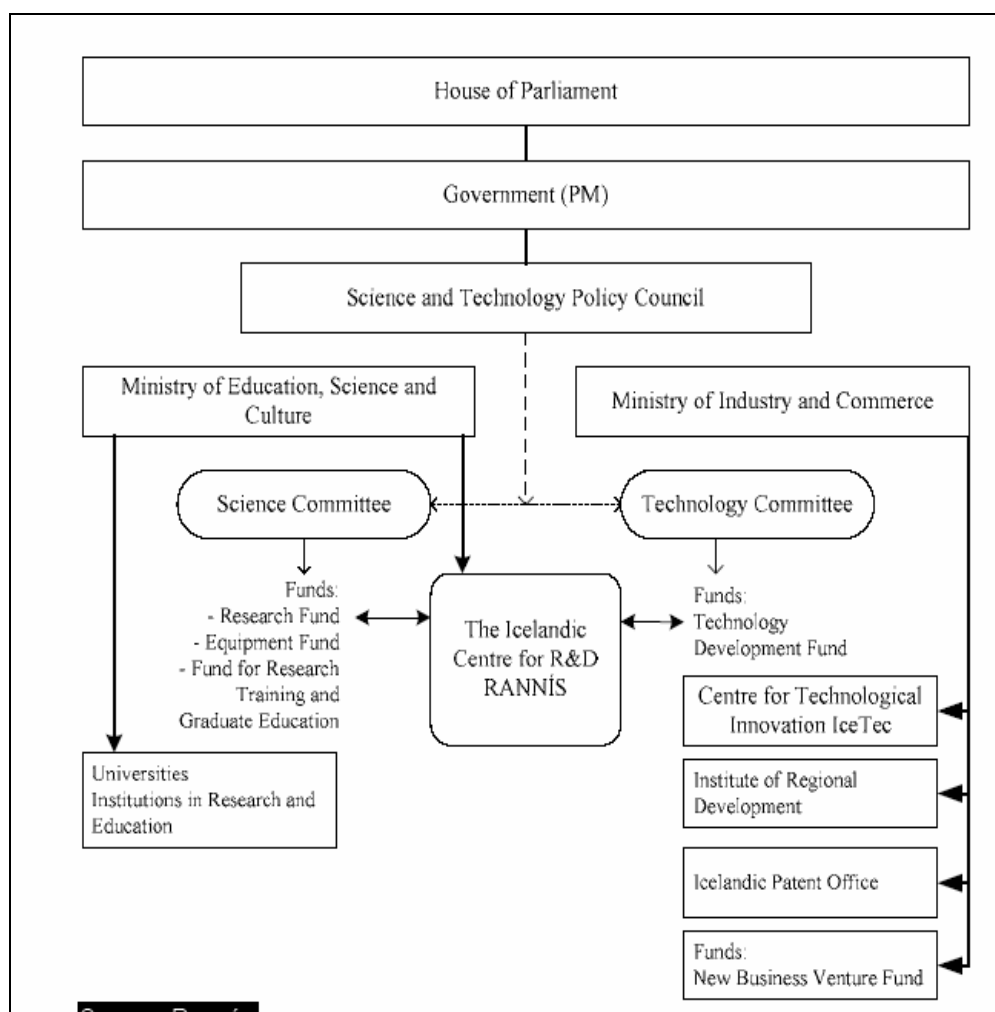 House of Parliament
Government (PM)
Science and Technology Policy Council
Ministry of Education, Science and
Culture
Ministry of Industry and Commerce
Science Committee
Technology Committee
Funds:
- Research Fund
- Equipment Fund
- Fund for Research
Training and
Graduate Education
The Icelandic
Centre for R&D
RANNÍS
Funds:
Technology
Development Fund
Centre for Technological
Innovation IceTec
Universities
Institutions in Research and
Education
Institute of Regional
Development
Icelandic Patent Office
Funds:
New Business Venture Fund